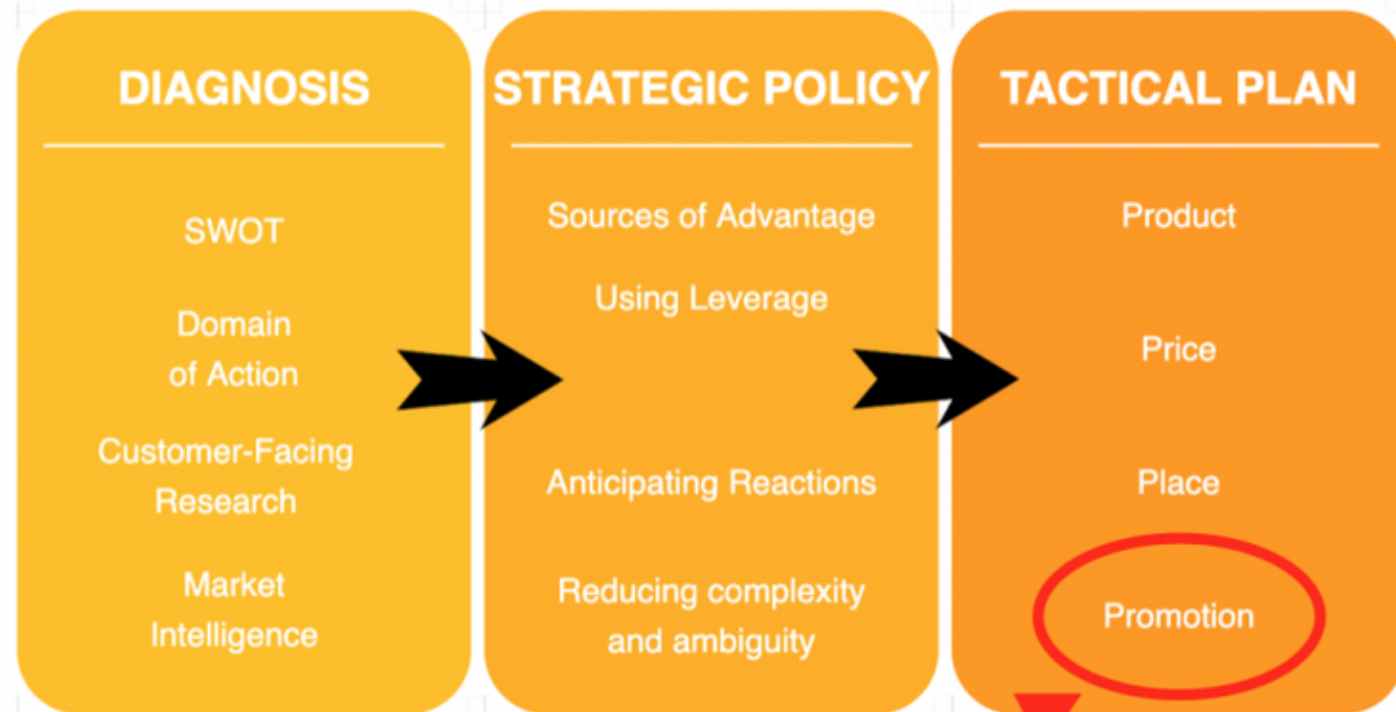 DIAGNOSIS
SWOT
Domain
of Action
Customer-Facing
Research
Market
Intelligence
STRATEGIC POLICY
Sources of Advantage
Using Leverage
Anticipating Reactions
Reducing complexity
and ambiguity
TACTICAL PLAN
Product
Price
Place
Promotion